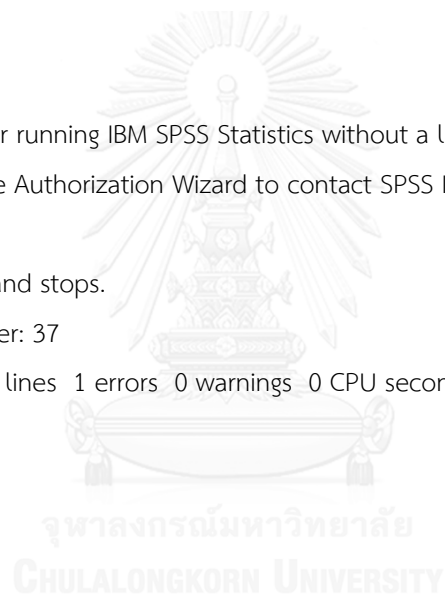 r running IBM SPSS Statistics without a l
e Authorization Wizard to contact SPSS
and stops.
er: 37
lines 1 errors 0 warnings 0 CPU secon
จุฬาลงกรณ์มหาวิทยาลัย
CHULALONGKORN UNIVERSITY